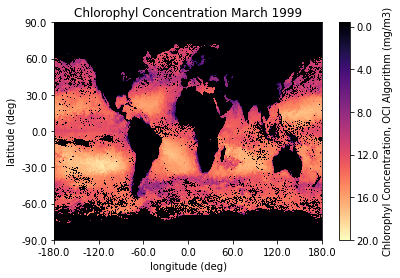 Chlorophyll Concentration March 1999
90.0
60.0
30.0
0.0
-30.0
-60.0
-90.0
latitude (deg)
-180.0 -120.0 -60.0 0.0 60.0 120.0 180.0
longitude (deg)
0.0
4.0
8.0
12.0
16.0
20.0
Chlorophyll Concentration, OCI Algorithm (mg/m3)